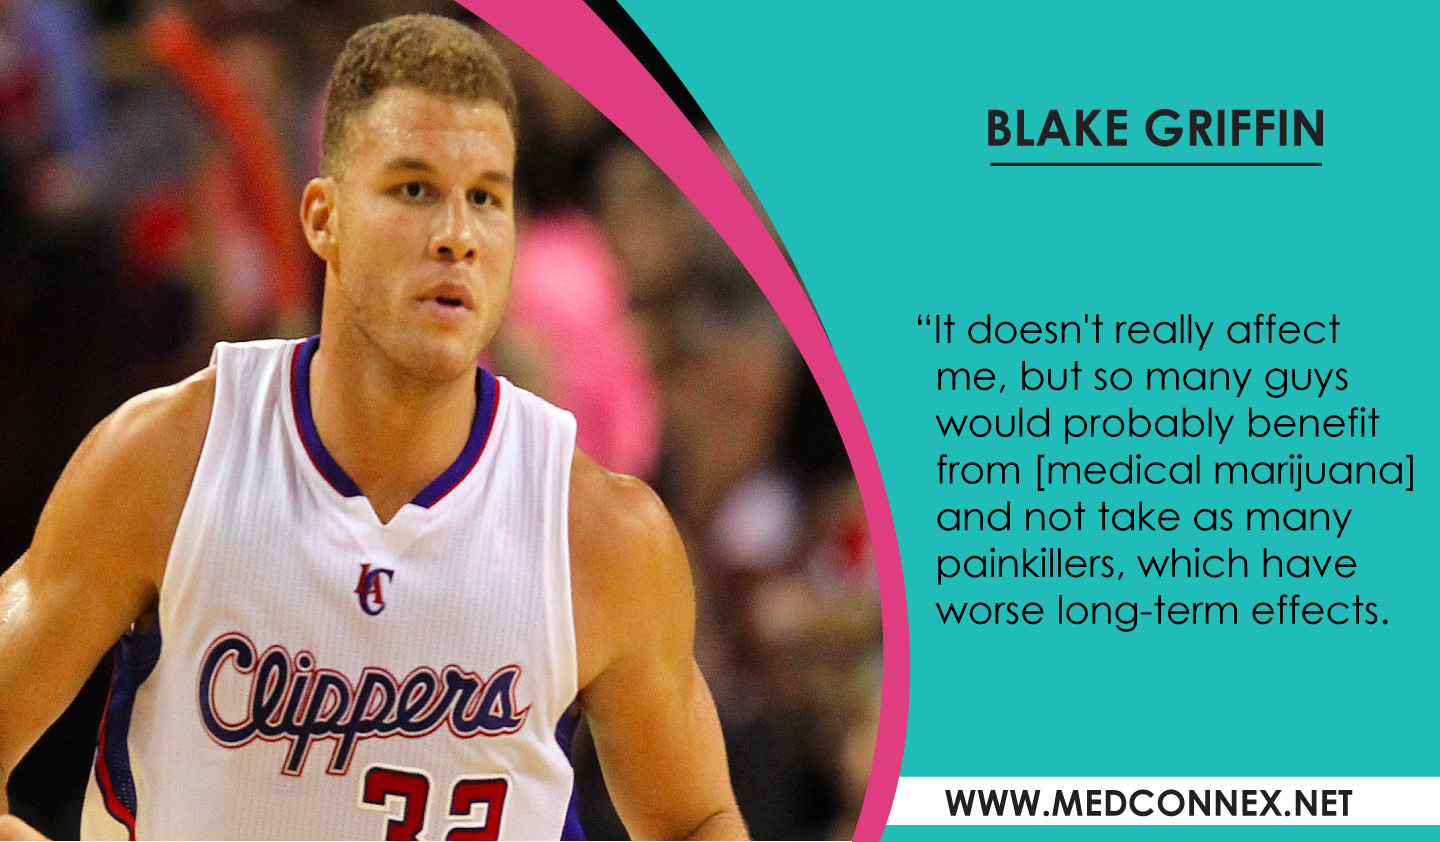 BLAKE GRIFFIN
“It doesn't really affect
me, but so many guys
would probably benefit
from [medical marijuana]
and not take as many
painkillers, which have
worse long-term effects.
WWW.MEDCONNEX.NET
LAC
Clippers
32